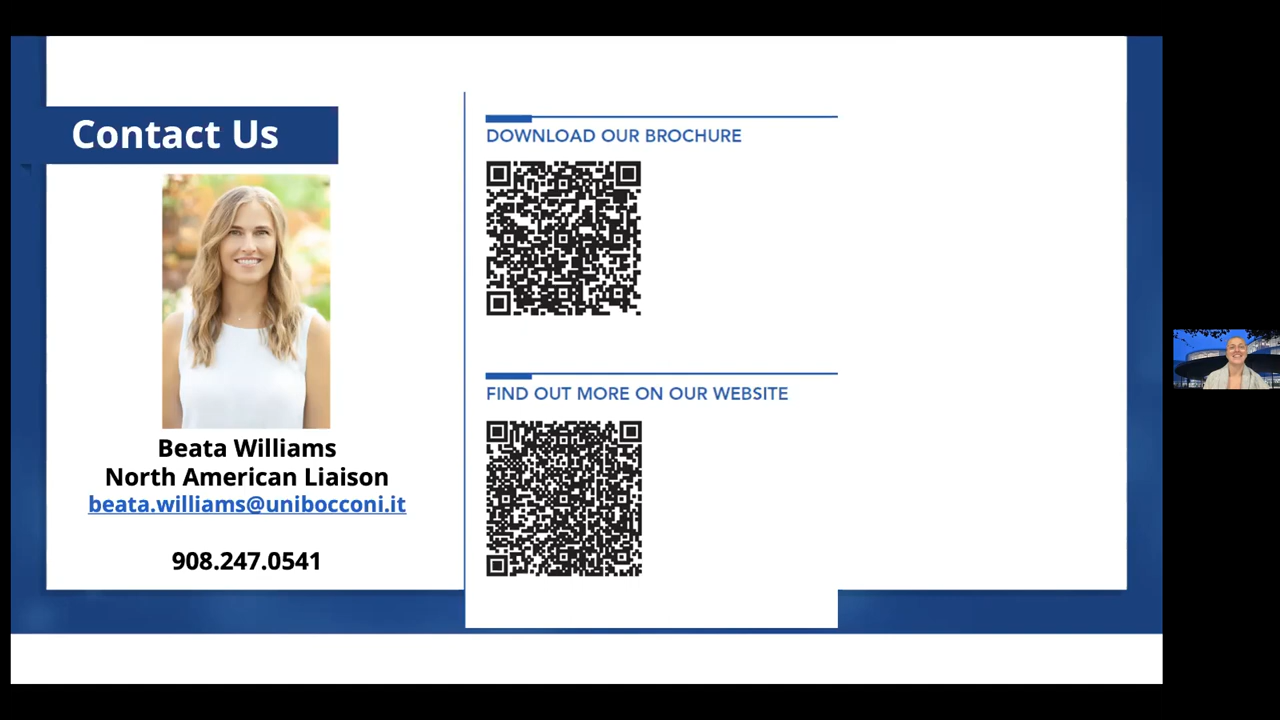 Contact Us
Beata Williams
North American Liaison
beata.williams@unibocconi.it
908.247.0541
DOWNLOAD OUR BROCHURE
FIND OUT MORE ON OUR WEBSITE